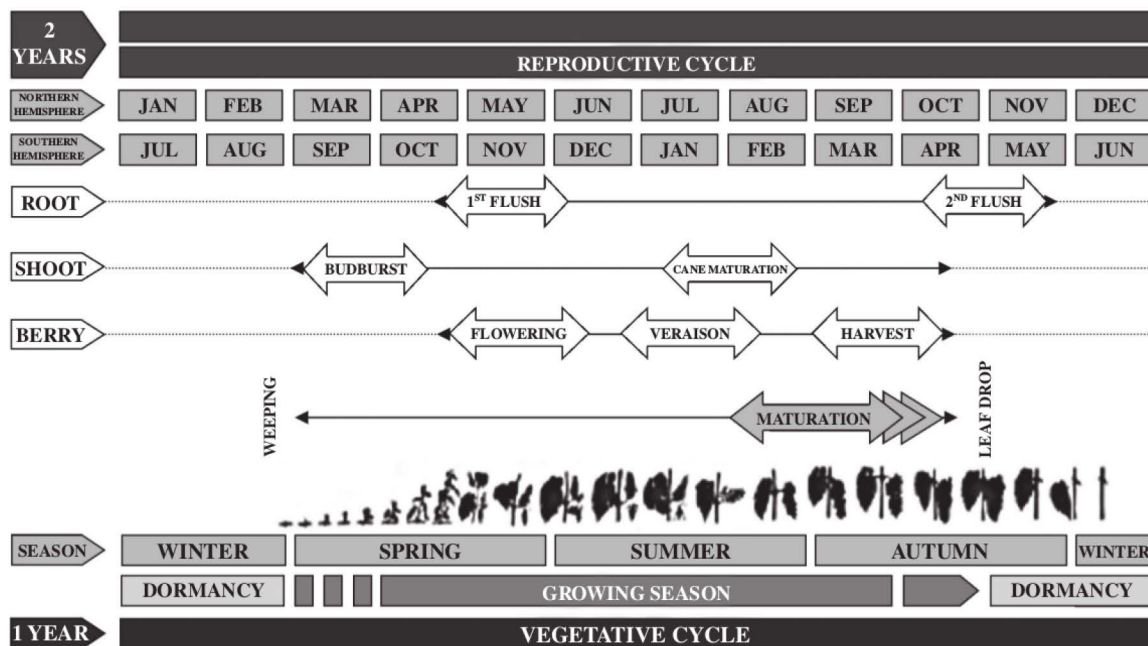 2
YEARS
REPRODUCTIVE CYCLE
NORTHERN
HEMISPHERE
JAN FEB MAR APR MAY JUN JUL AUG SEP OCT NOV DEC
SOUTHERN
HEMISPHERE
JUL AUG SEP OCT NOV DEC JAN FEB MAR APR MAY JUN
ROOT 1ST FLUSH 2ND FLUSH
SHOOT BUDBURST CANE MATURATION
BERRY FLOWERING VERAISON HARVEST
WEEPING
MATURATION
LEAF DROP
SEASON WINTER SPRING SUMMER AUTUMN WINTER
DORMANCY GROWING SEASON DORMANCY
1 YEAR VEGETATIVE CYCLE